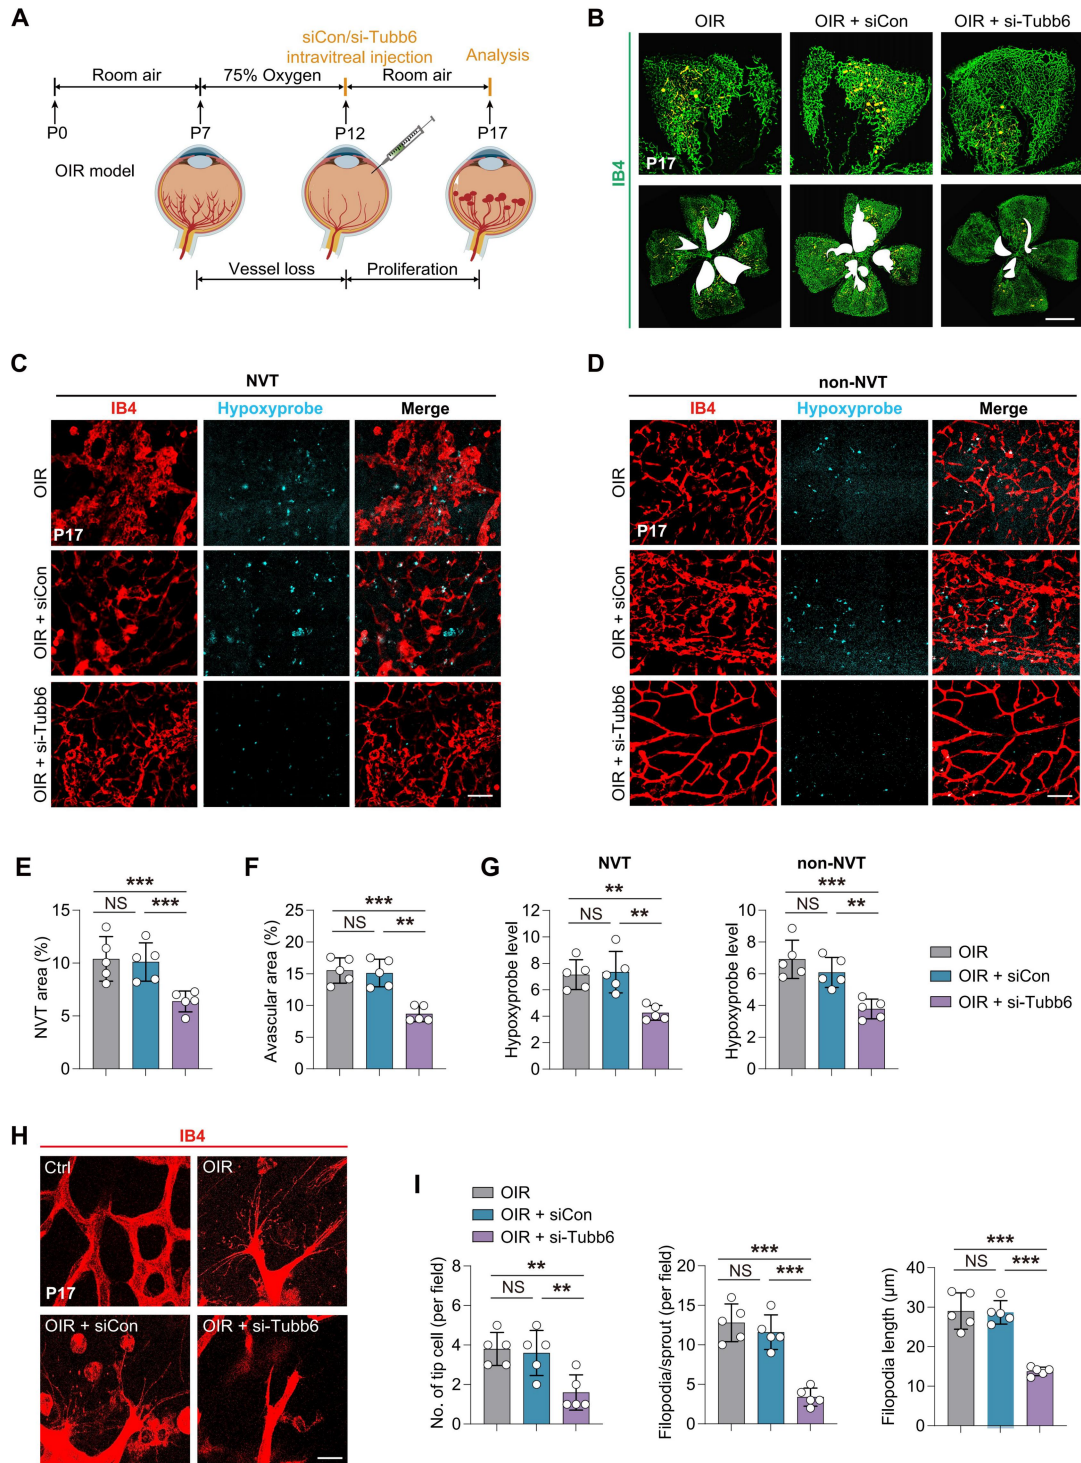 A
siCon/si-Tubb6
intravitreal injection
Analysis
Room air
75% Oxygen
Room air
P0
P7
P12
P17
OIR model
Vessel loss
Proliferation
B
OIR
OIR + siCon
OIR + si-Tubb6
IB4
P17
C
NVT
IB4
Hypoxyprobe
Merge
OIR
P17
OIR + siCon
OIR + si-Tubb6
D
non-NVT
IB4
Hypoxyprobe
Merge
OIR
P17
OIR + siCon
OIR + si-Tubb6
E
***
NS
***
15
10
5
0
NVT area (%)
F
***
NS
**
25
20
15
10
5
0
Avascular area (%)
G
NVT
**
NS
**
12
10
8
6
4
2
0
Hypoxyprobe level
non-NVT
***
NS
**
10
8
6
4
2
0
Hypoxyprobe level
OIR
OIR + siCon
OIR + si-Tubb6
H
IB4
Ctrl
P17
OIR
OIR + siCon
OIR + si-Tubb6
I
OIR
OIR + siCon
OIR + si-Tubb6
**
NS
**
8
6
4
2
0
No. of tip cell (per field)
***
NS
***
20
15
10
5
0
Filopodia/sprout (per field)
***
NS
***
40
30
20
10
0
Filopodia length (μm)